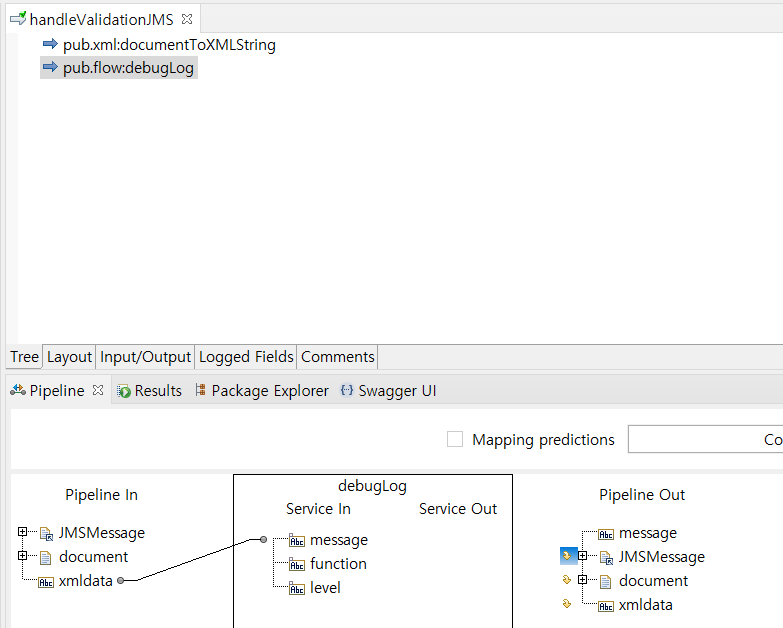 handleValidationJMS
pub.xml:documentToXMLString
pub.flow:debugLog
Tree Layout Input/Output Logged Fields Comments
Pipeline Results Package Explorer Swagger UI
Mapping predictions Co
Pipeline In debugLog Pipeline Out
Service In Service Out
JMSMessage message message
document function JMSMessage
xmldata level document
xmldata